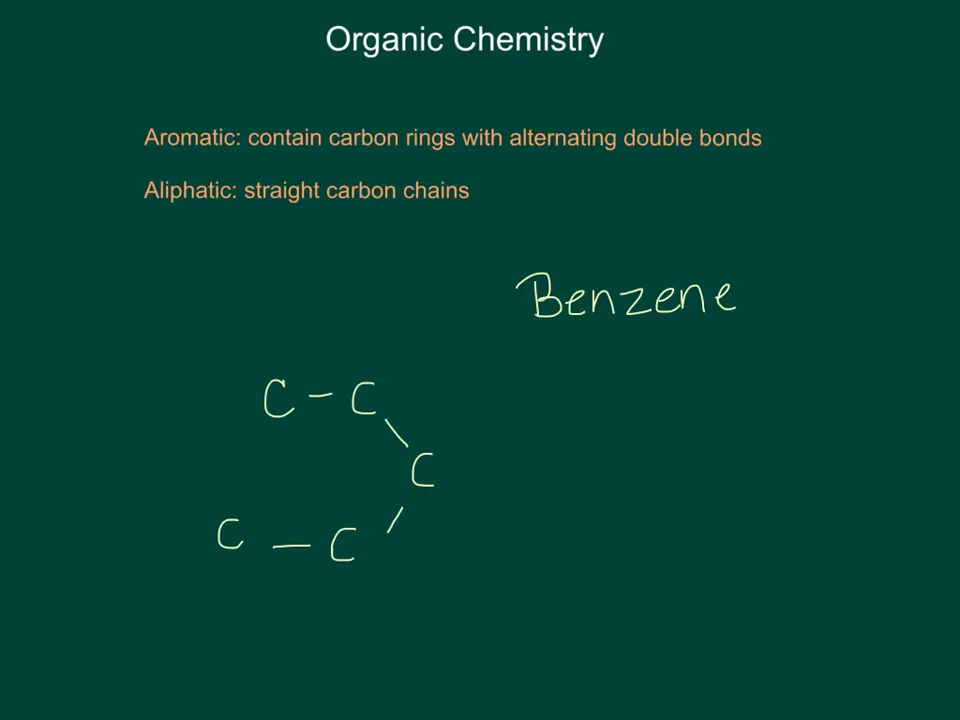 Organic Chemistry
Aromatic: contain carbon rings with alternating double bonds
Aliphatic: straight carbon chains
Benzene
C - C
C
C - C